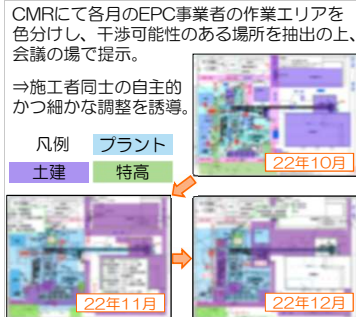 CMRにて各月のEPC事業者の作業エリアを
色分けし、干渉可能性のある場所を抽出の上、
会議の場で提示。
⇒施工者同士の自主的
かつ細かな調整を誘導。
凡例 プラント
土建 特高
22年10月
22年11月 22年12月